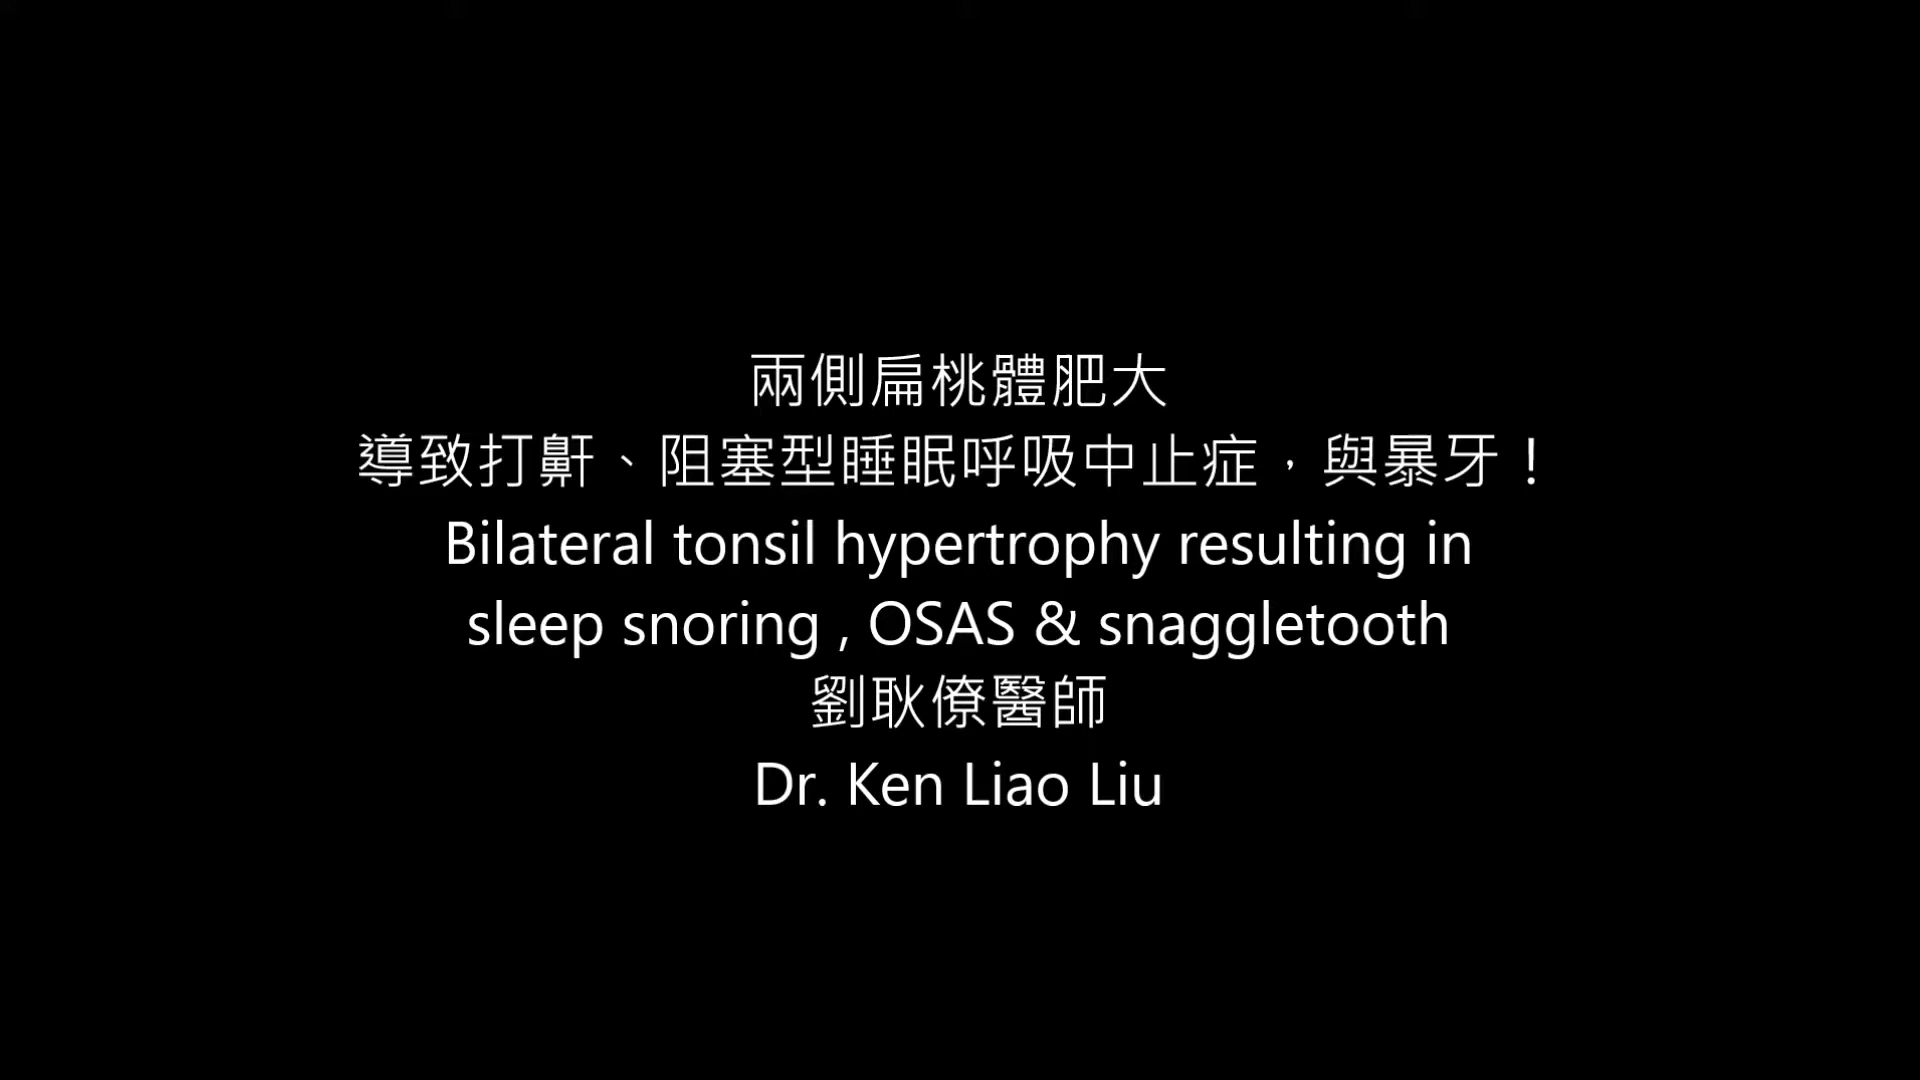 兩側扁桃體肥大
導致打鼾、阻塞型睡眠呼吸中止症，與暴牙！
Bilateral tonsil hypertrophy resulting in
sleep snoring , OSAS & snaggletooth
劉耿僚醫師
Dr. Ken Liao Liu